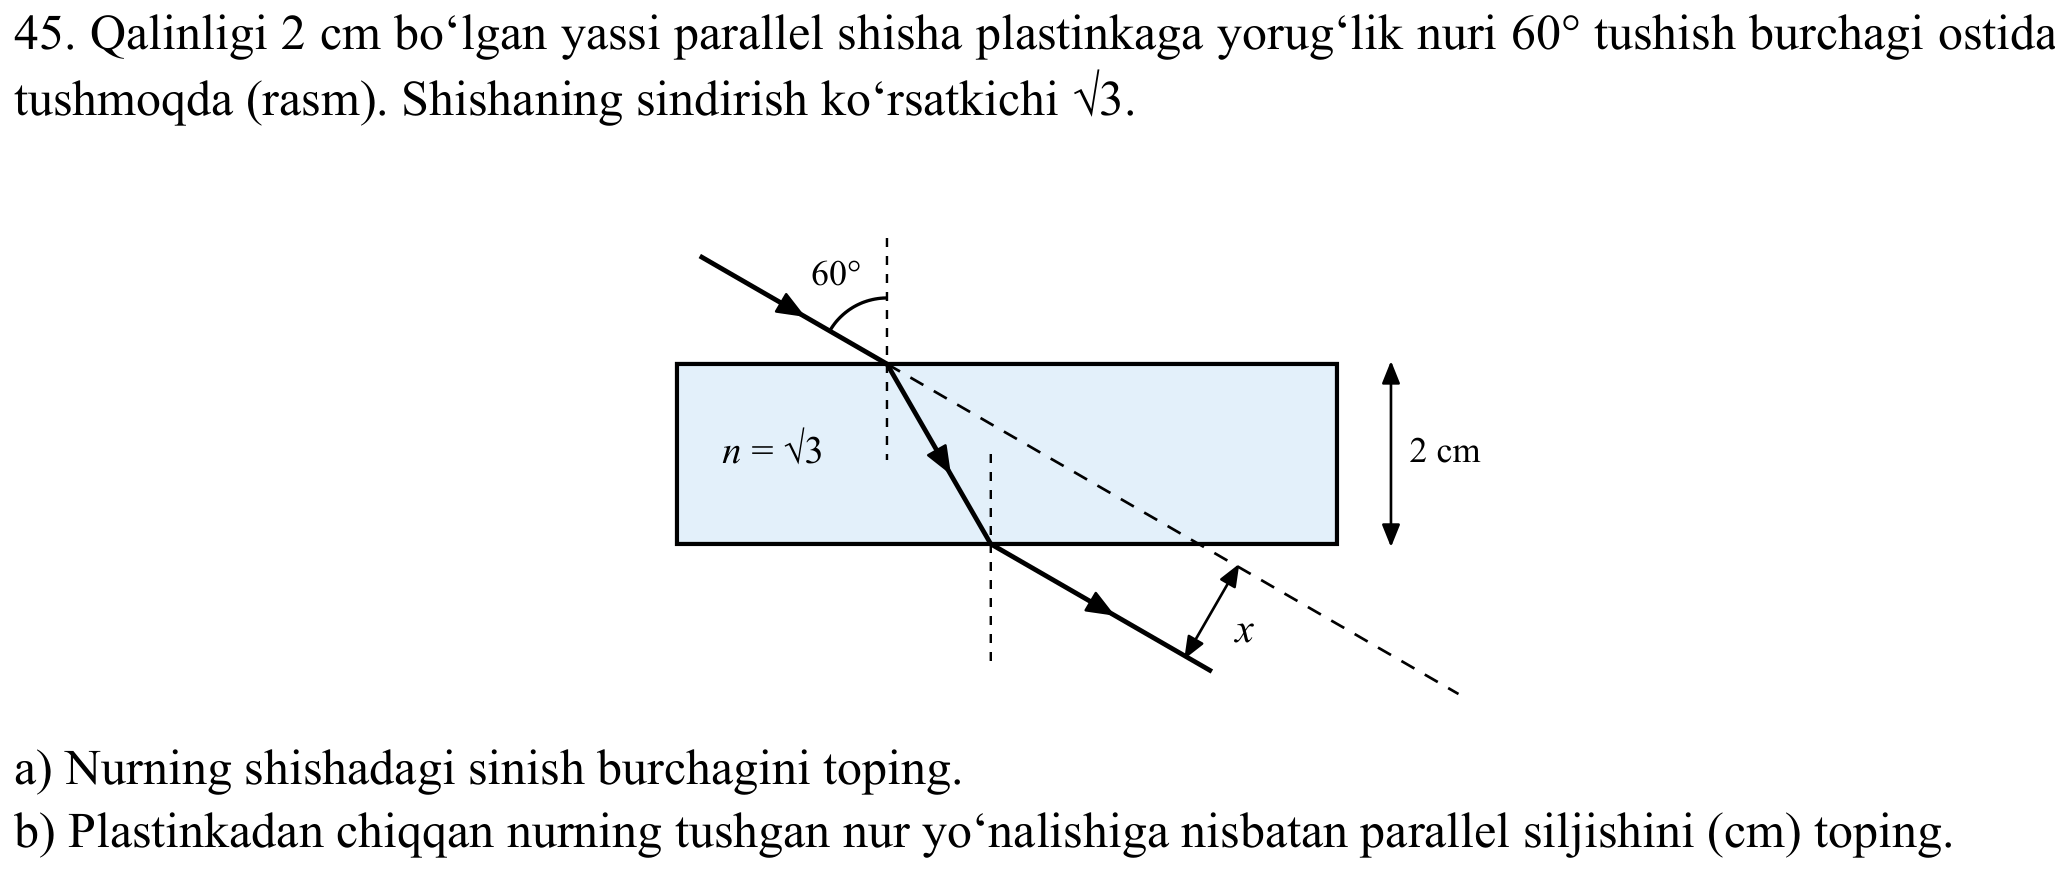 45. Qalinligi 2 cm bo‘lgan yassi parallel shisha plastinkaga yorug‘lik nuri 60° tushish burchagi ostida
tushmoqda (rasm). Shishaning sindirish ko‘rsatkichi √3.
60°
n = √3
2 cm
x
a) Nurning shishadagi sinish burchagini toping.
b) Plastinkadan chiqqan nurning tushgan nur yo‘nalishiga nisbatan parallel siljishini (cm) toping.